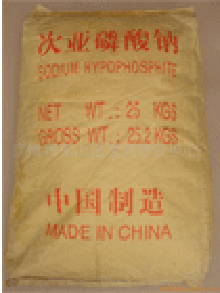 次亚磷酸钠
SODIUM HYPOPHOSPHITE
NET WT.: 25 KGS
GROSS WT.: 25.2 KGS
中国制造
MADE IN CHINA